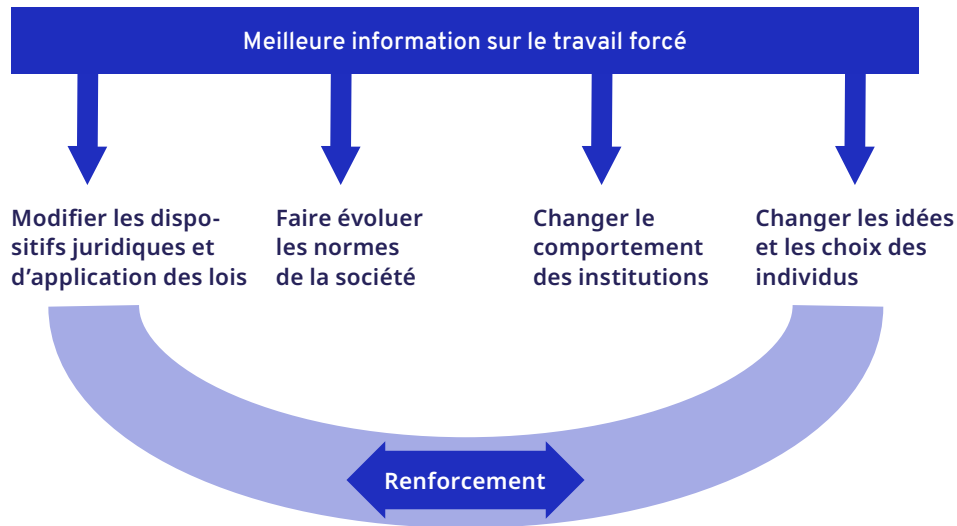 Meilleure information sur le travail forcé
Modifier les dispo-
sitifs juridiques et
d'application des lois
Faire évoluer
les normes
de la société
Changer le
comportement
des institutions
Changer les idées
et les choix des
individus
Renforcement